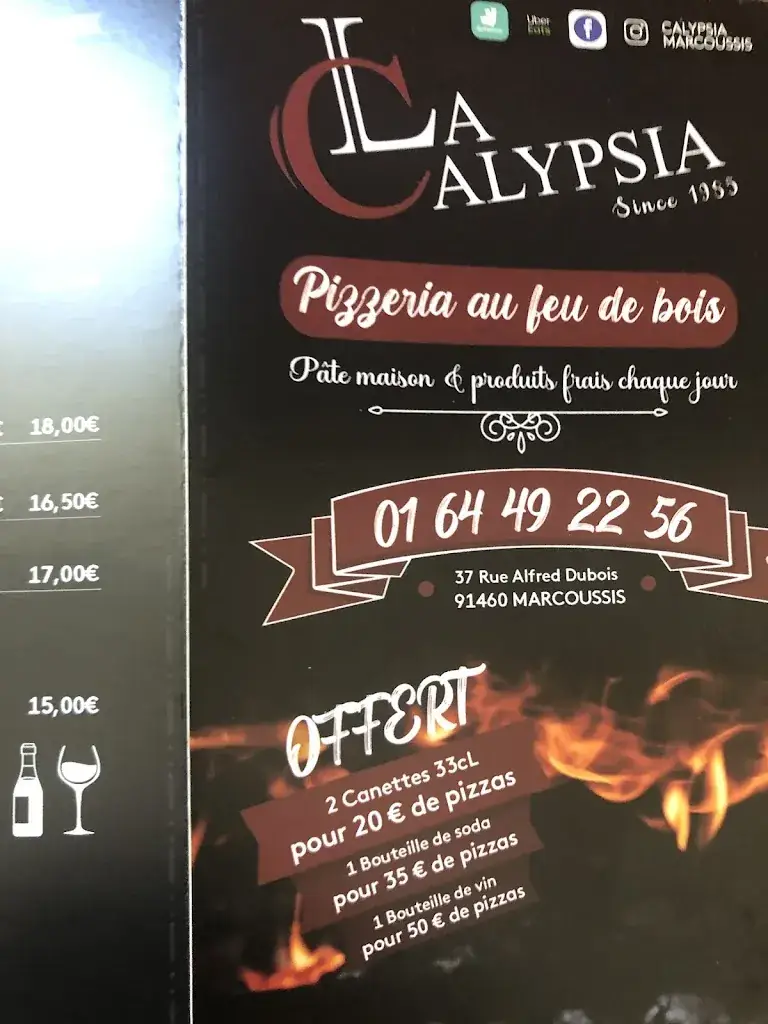 Uber
Eats
CALYPSIA
MARCOUSSIS
LA
CALYPSIA
Since 1985
Pizzeria au feu de bois
Pâte maison & produits frais chaque jour
01 64 49 22 56
37 Rue Alfred Dubois
91460 MARCOUSSIS
OFFERT
2 Canettes 33cL
pour 20 € de pizzas
1 Bouteille de soda
pour 35 € de pizzas
1 Bouteille de vin
pour 50 € de pizzas
€ 18,00€
€ 16,50€
17,00€
15,00€